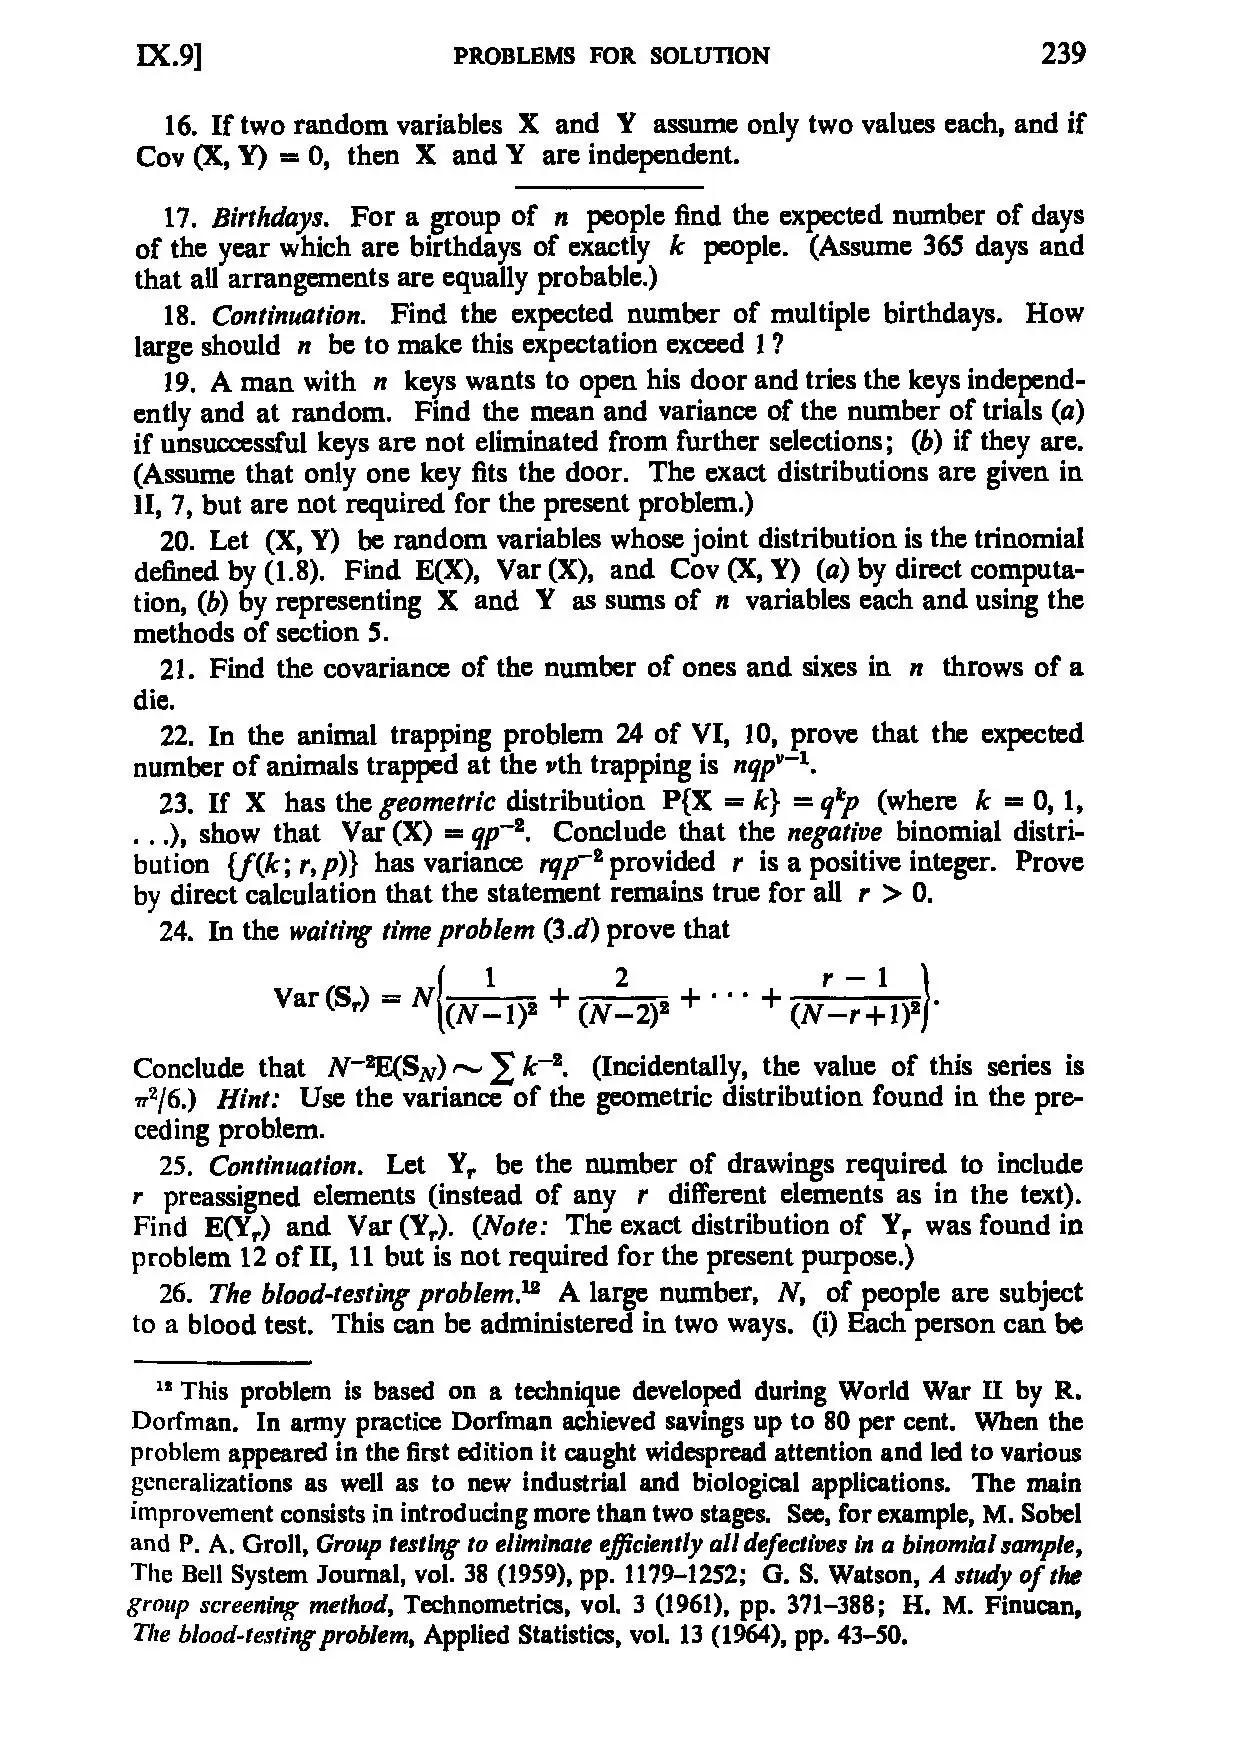 IX.9] PROBLEMS FOR SOLUTION 239
16. If two random variables X and Y assume only two values each, and if
Cov (X, Y) = 0, then X and Y are independent.
17. Birthdays. For a group of n people find the expected number of days
of the year which are birthdays of exactly k people. (Assume 365 days and
that all arrangements are equally probable.)
18. Continuation. Find the expected number of multiple birthdays. How
large should n be to make this expectation exceed 1 ?
19. A man with n keys wants to open his door and tries the keys independ-
ently and at random. Find the mean and variance of the number of trials (a)
if unsuccessful keys are not eliminated from further selections; (b) if they are.
(Assume that only one key fits the door. The exact distributions are given in
II, 7, but are not required for the present problem.)
20. Let (X, Y) be random variables whose joint distribution is the trinomial
defined by (1.8). Find E(X), Var (X), and Cov (X, Y) (a) by direct computa-
tion, (b) by representing X and Y as sums of n variables each and using the
methods of section 5.
21. Find the covariance of the number of ones and sixes in n throws of a
die.
22. In the animal trapping problem 24 of VI, 10, prove that the expected
number of animals trapped at the νth trapping is nqp^{ν−1}.
23. If X has the geometric distribution P{X = k} = q^k p (where k = 0, 1,
. . .), show that Var (X) = qp^{−2}. Conclude that the negative binomial distri-
bution {f(k; r, p)} has variance rqp^{−2} provided r is a positive integer. Prove
by direct calculation that the statement remains true for all r > 0.
24. In the waiting time problem (3.d) prove that
Var (S_r) = N{1/(N−1)² + 2/(N−2)² + · · · + (r − 1)/(N−r+1)²}.
Conclude that N^{−2}E(S_N) ~ ∑ k^{−2}. (Incidentally, the value of this series is
π²/6.) Hint: Use the variance of the geometric distribution found in the pre-
ceding problem.
25. Continuation. Let Y_r be the number of drawings required to include
r preassigned elements (instead of any r different elements as in the text).
Find E(Y_r) and Var (Y_r). (Note: The exact distribution of Y_r was found in
problem 12 of II, 11 but is not required for the present purpose.)
26. The blood-testing problem.¹² A large number, N, of people are subject
to a blood test. This can be administered in two ways. (i) Each person can be
¹² This problem is based on a technique developed during World War II by R.
Dorfman. In army practice Dorfman achieved savings up to 80 per cent. When the
problem appeared in the first edition it caught widespread attention and led to various
generalizations as well as to new industrial and biological applications. The main
improvement consists in introducing more than two stages. See, for example, M. Sobel
and P. A. Groll, Group testing to eliminate efficiently all defectives in a binomial sample,
The Bell System Journal, vol. 38 (1959), pp. 1179–1252; G. S. Watson, A study of the
group screening method, Technometrics, vol. 3 (1961), pp. 371–388; H. M. Finucan,
The blood-testing problem, Applied Statistics, vol. 13 (1964), pp. 43–50.